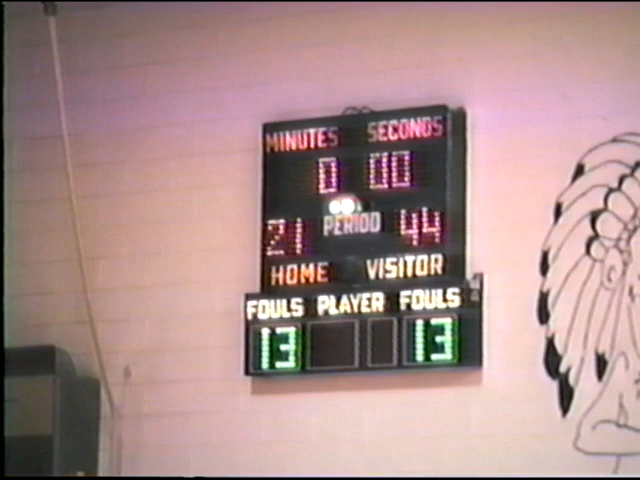 MINUTES SECONDS
0 00
21 PERIOD 44
HOME VISITOR
FOULS PLAYER FOULS
13 13